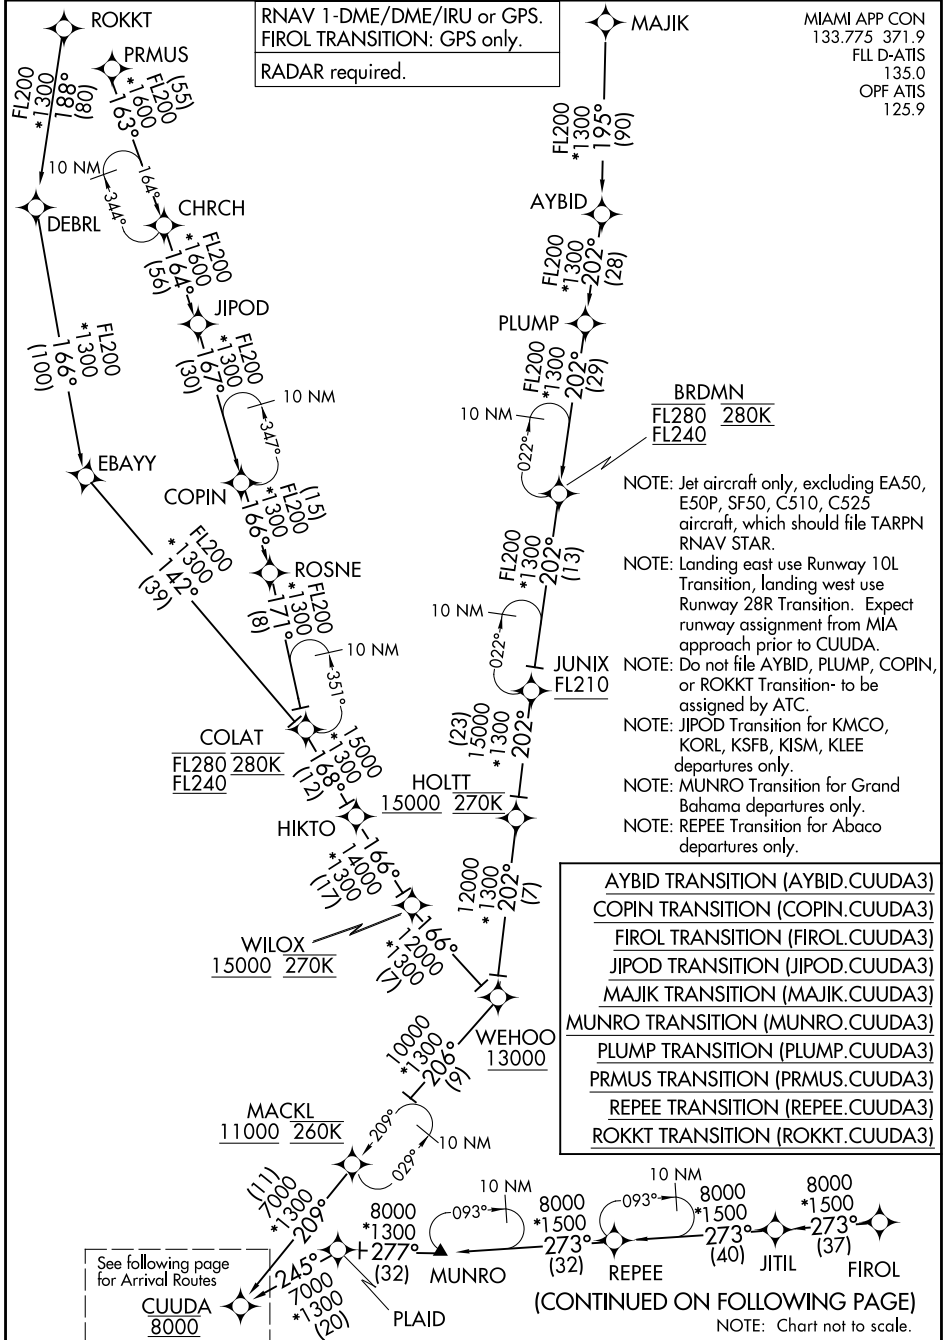 ROKKT
PRMUS
RNAV 1-DME/DME/IRU or GPS.
FIROL TRANSITION: GPS only.
RADAR required.
MAJIK
MIAMI APP CON
133.775 371.9
FLL D-ATIS
135.0
OPF ATIS
125.9
FL200
*1300
188°
(80)
(55)
FL200
*1600
163°
FL200
*1300
195°
(90)
10 NM
164°
344°
DEBRL
CHRCH
AYBID
FL200
*1600
164°
(56)
FL200
*1300
202°
(28)
JIPOD
PLUMP
FL200
*1300
166°
(100)
FL200
*1300
167°
(30)
FL200
*1300
202°
(29)
10 NM
347°
10 NM
022°
BRDMN
FL280 280K
FL240
EBAYY
COPIN
(15)
FL200
*1300
166°
FL200
*1300
142°
(39)
ROSNE
FL200
*1300
171°
(8)
FL200
*1300
202°
(13)
10 NM
351°
10 NM
022°
JUNIX
FL210
NOTE: Jet aircraft only, excluding EA50,
E50P, SF50, C510, C525
aircraft, which should file TARPN
RNAV STAR.
NOTE: Landing east use Runway 10L
Transition, landing west use
Runway 28R Transition. Expect
runway assignment from MIA
approach prior to CUUDA.
NOTE: Do not file AYBID, PLUMP, COPIN,
or ROKKT Transition- to be
assigned by ATC.
NOTE: JIPOD Transition for KMCO,
KORL, KSFB, KISM, KLEE
departures only.
NOTE: MUNRO Transition for Grand
Bahama departures only.
NOTE: REPEE Transition for Abaco
departures only.
COLAT
FL280 280K
FL240
15000
*1300
168°
(12)
(23)
15000
*1300
202°
HOLTT
15000 270K
HIKTO
166°
14000
*1300
(17)
12000
*1300
202°
(7)
WILOX
15000 270K
166°
12000
*1300
(7)
WEHOO
13000
AYBID TRANSITION (AYBID.CUUDA3)
COPIN TRANSITION (COPIN.CUUDA3)
FIROL TRANSITION (FIROL.CUUDA3)
JIPOD TRANSITION (JIPOD.CUUDA3)
MAJIK TRANSITION (MAJIK.CUUDA3)
MUNRO TRANSITION (MUNRO.CUUDA3)
PLUMP TRANSITION (PLUMP.CUUDA3)
PRMUS TRANSITION (PRMUS.CUUDA3)
REPEE TRANSITION (REPEE.CUUDA3)
ROKKT TRANSITION (ROKKT.CUUDA3)
10000
*1300
206°
(9)
MACKL
11000 260K
209°
029°
10 NM
(11)
7000
*1300
209°
8000
*1300
277°
(32)
10 NM
093°
8000
*1500
273°
(32)
10 NM
093°
8000
*1500
273°
(40)
8000
*1500
273°
(37)
MUNRO
REPEE
JITIL
FIROL
See following page
for Arrival Routes
CUUDA
8000
245°
7000
*1300
(20)
PLAID
(CONTINUED ON FOLLOWING PAGE)
NOTE: Chart not to scale.